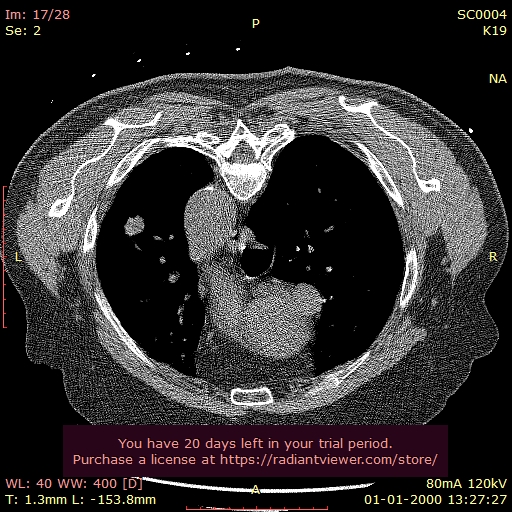 Im: 17/28
Se: 2
P
SC0004
K19
NA
L
R
You have 20 days left in your trial period.
Purchase a license at https://radiantviewer.com/store/
WL: 40 WW: 400 [D]
T: 1.3mm L: -153.8mm
A
80mA 120kV
01-01-2000 13:27:27